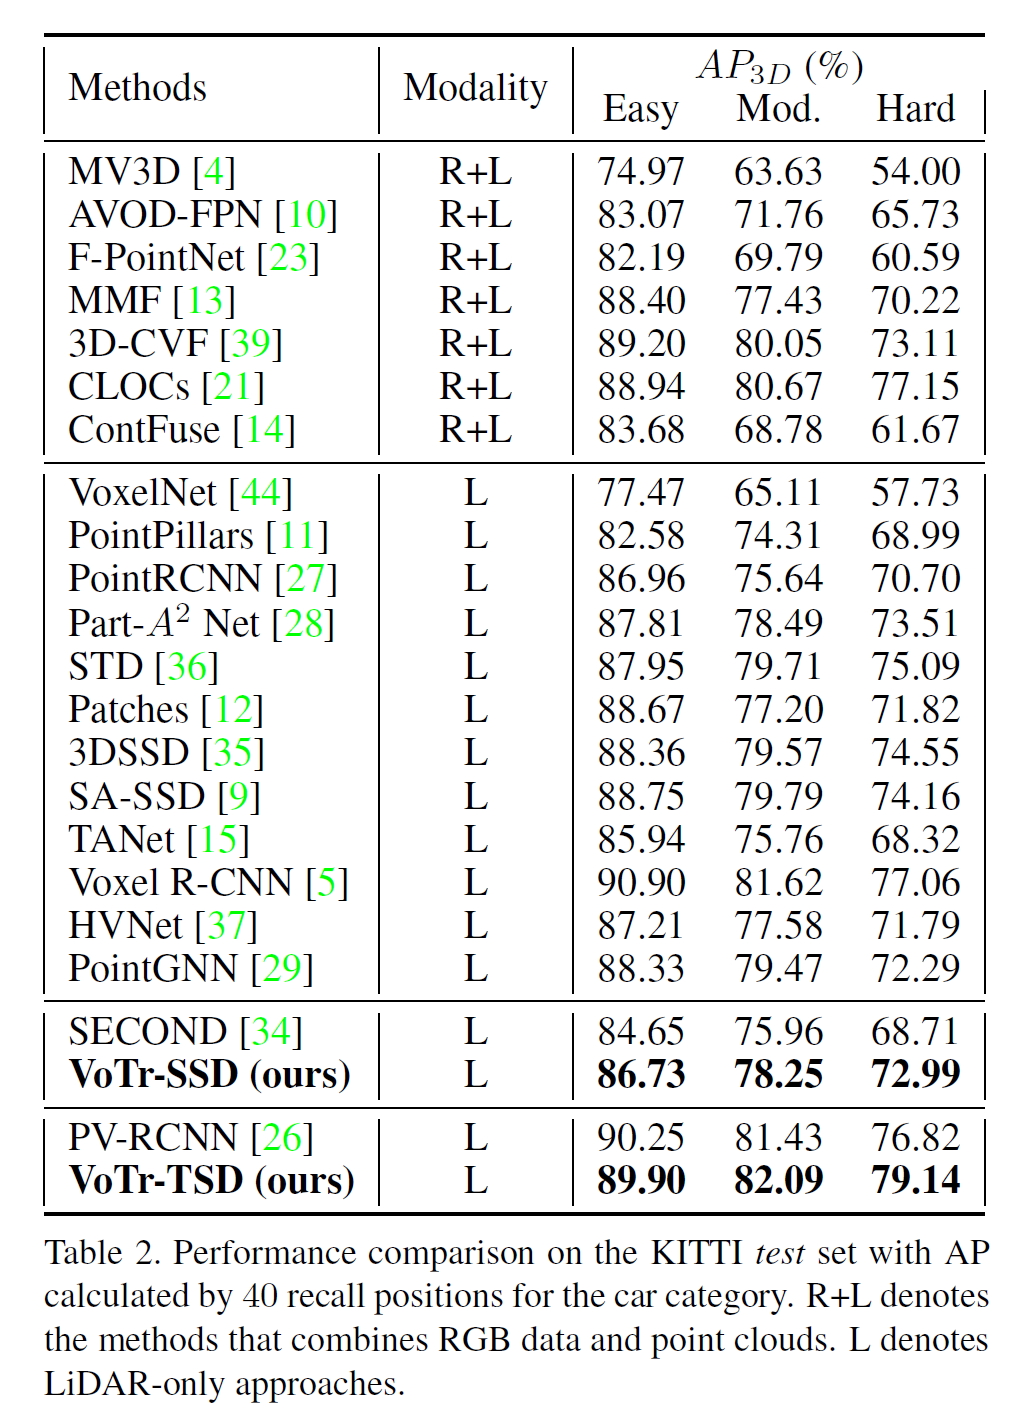 Methods Modality AP3D (%)
Easy Mod. Hard
MV3D [4] R+L 74.97 63.63 54.00
AVOD-FPN [10] R+L 83.07 71.76 65.73
F-PointNet [23] R+L 82.19 69.79 60.59
MMF [13] R+L 88.40 77.43 70.22
3D-CVF [39] R+L 89.20 80.05 73.11
CLOCs [21] R+L 88.94 80.67 77.15
ContFuse [14] R+L 83.68 68.78 61.67
VoxelNet [44] L 77.47 65.11 57.73
PointPillars [11] L 82.58 74.31 68.99
PointRCNN [27] L 86.96 75.64 70.70
Part-A² Net [28] L 87.81 78.49 73.51
STD [36] L 87.95 79.71 75.09
Patches [12] L 88.67 77.20 71.82
3DSSD [35] L 88.36 79.57 74.55
SA-SSD [9] L 88.75 79.79 74.16
TANet [15] L 85.94 75.76 68.32
Voxel R-CNN [5] L 90.90 81.62 77.06
HVNet [37] L 87.21 77.58 71.79
PointGNN [29] L 88.33 79.47 72.29
SECOND [34] L 84.65 75.96 68.71
VoTr-SSD (ours) L 86.73 78.25 72.99
PV-RCNN [26] L 90.25 81.43 76.82
VoTr-TSD (ours) L 89.90 82.09 79.14
Table 2. Performance comparison on the KITTI test set with AP
calculated by 40 recall positions for the car category. R+L denotes
the methods that combines RGB data and point clouds. L denotes
LiDAR-only approaches.